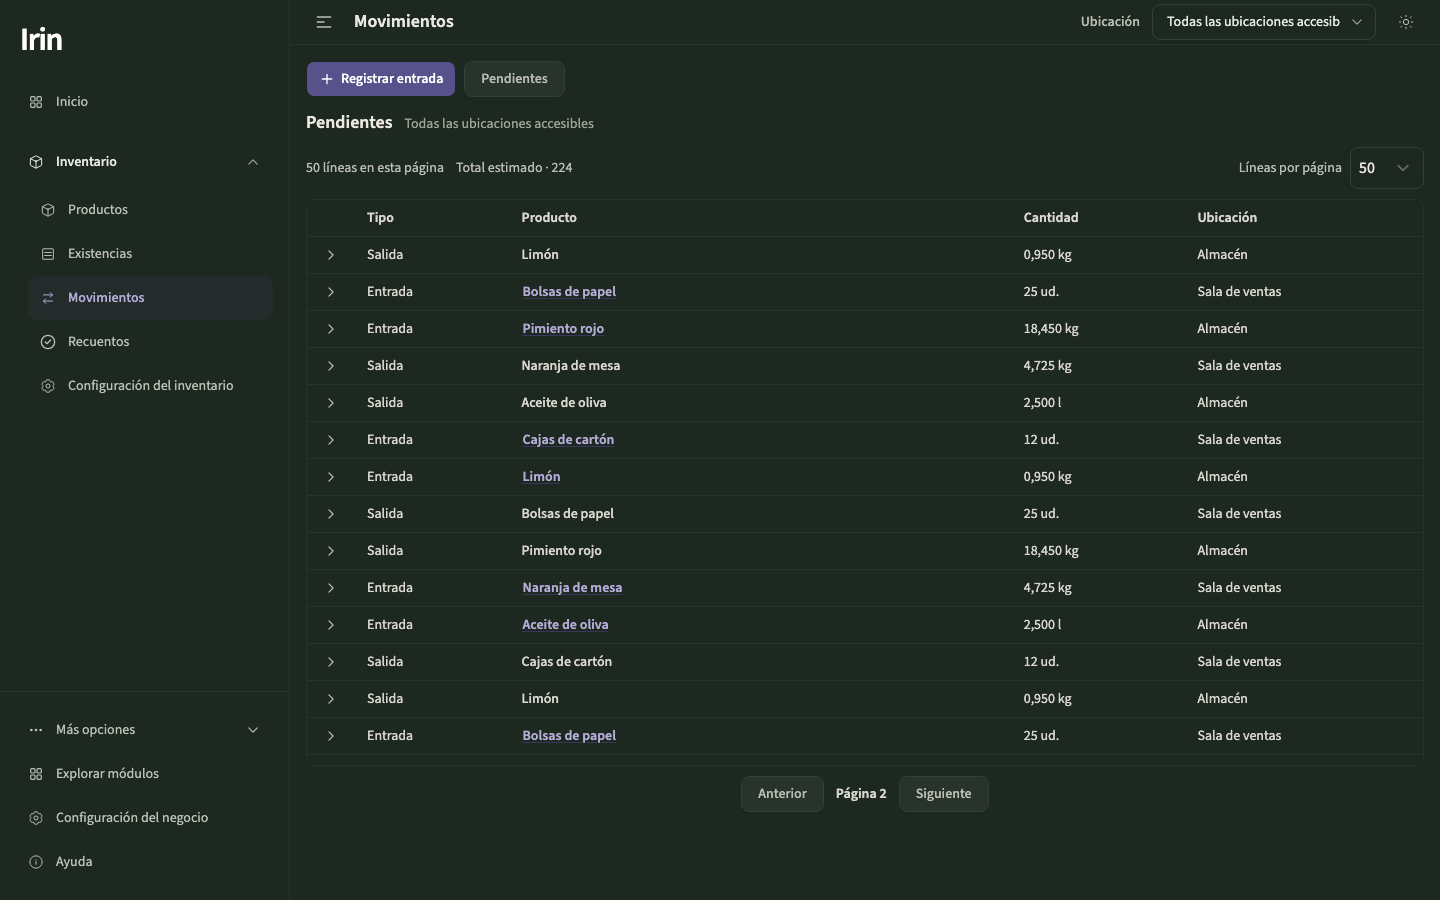 Irin
Inicio
Inventario
Productos
Existencias
Movimientos
Recuentos
Configuración del inventario
Más opciones
Explorar módulos
Configuración del negocio
Ayuda
Movimientos
Ubicación Todas las ubicaciones accesib
Registrar entrada Pendientes
Pendientes Todas las ubicaciones accesibles
50 líneas en esta página Total estimado · 224 Líneas por página 50
Tipo Producto Cantidad Ubicación
Salida Limón 0,950 kg Almacén
Entrada Bolsas de papel 25 ud. Sala de ventas
Entrada Pimiento rojo 18,450 kg Almacén
Salida Naranja de mesa 4,725 kg Sala de ventas
Salida Aceite de oliva 2,500 l Almacén
Entrada Cajas de cartón 12 ud. Sala de ventas
Entrada Limón 0,950 kg Almacén
Salida Bolsas de papel 25 ud. Sala de ventas
Salida Pimiento rojo 18,450 kg Almacén
Entrada Naranja de mesa 4,725 kg Sala de ventas
Entrada Aceite de oliva 2,500 l Almacén
Salida Cajas de cartón 12 ud. Sala de ventas
Salida Limón 0,950 kg Almacén
Entrada Bolsas de papel 25 ud. Sala de ventas
Anterior Página 2 Siguiente